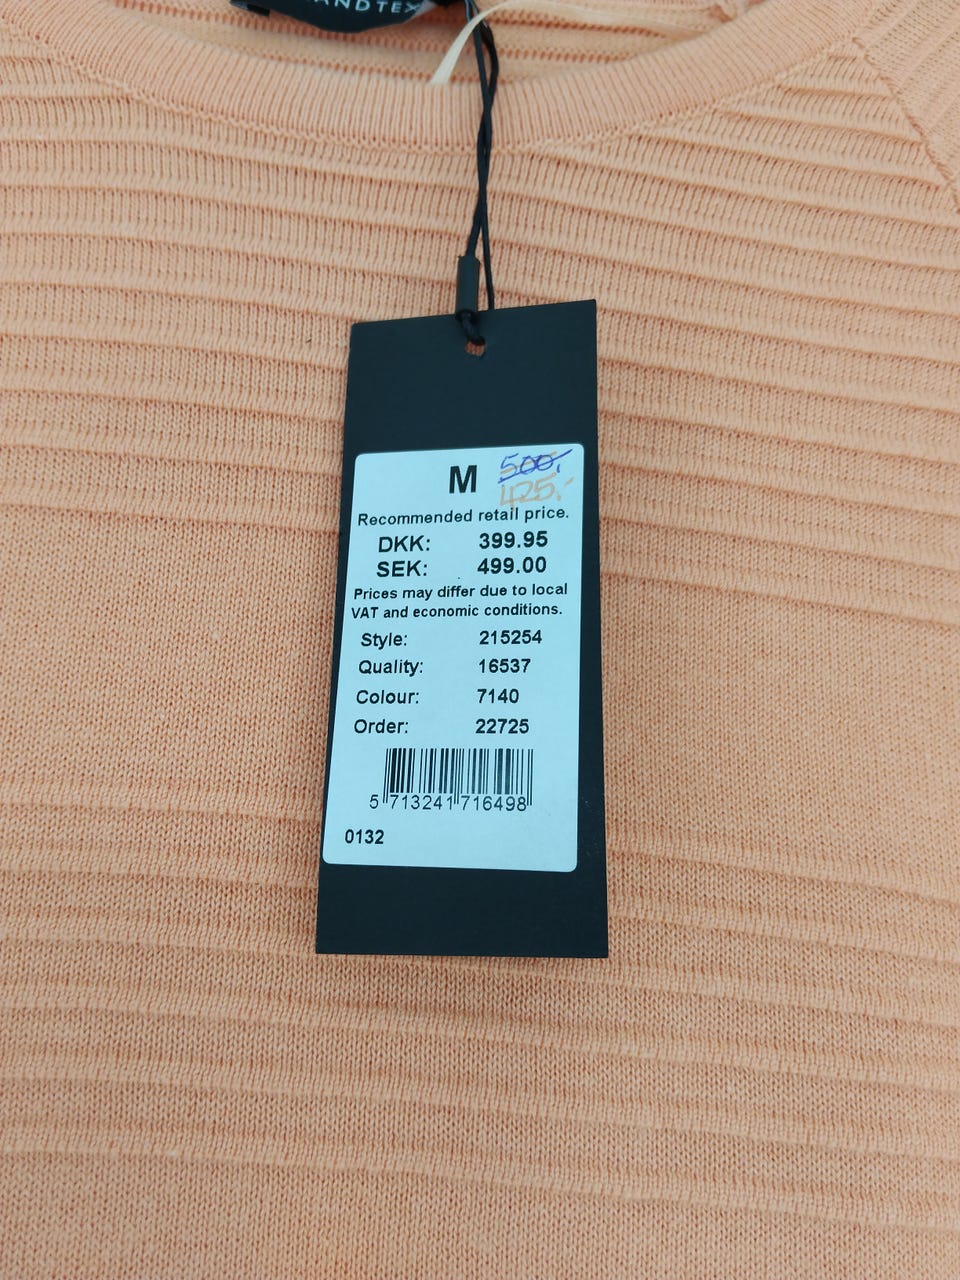 ANDTEX
M 500,-
425,-
Recommended retail price.
DKK: 399.95
SEK: 499.00
Prices may differ due to local
VAT and economic conditions.
Style: 215254
Quality: 16537
Colour: 7140
Order: 22725
5 713241 716498
0132